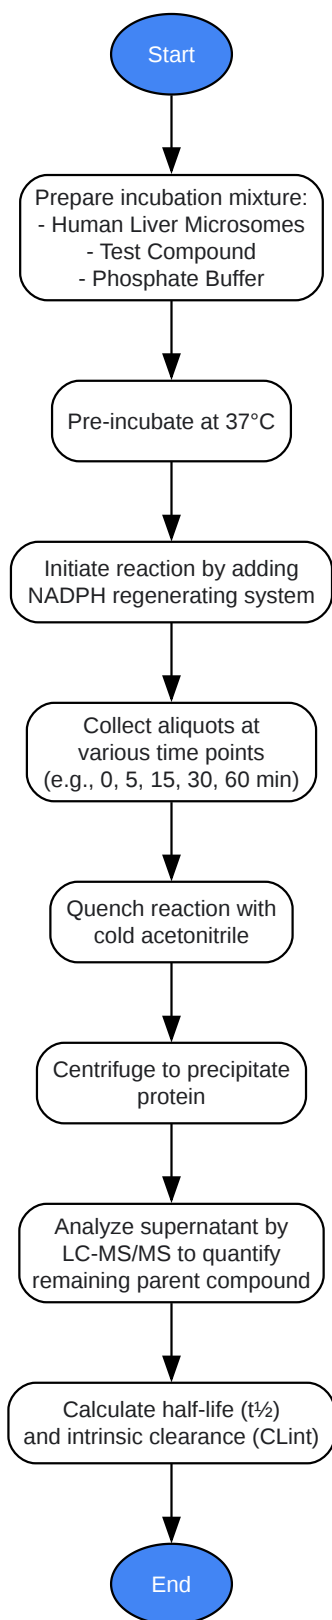 Start
Prepare incubation mixture:
- Human Liver Microsomes
- Test Compound
- Phosphate Buffer
Pre-incubate at 37°C
Initiate reaction by adding
NADPH regenerating system
Collect aliquots at
various time points
(e.g., 0, 5, 15, 30, 60 min)
Quench reaction with
cold acetonitrile
Centrifuge to precipitate
protein
Analyze supernatant by
LC-MS/MS to quantify
remaining parent compound
Calculate half-life (t½)
and intrinsic clearance (CLint)
End